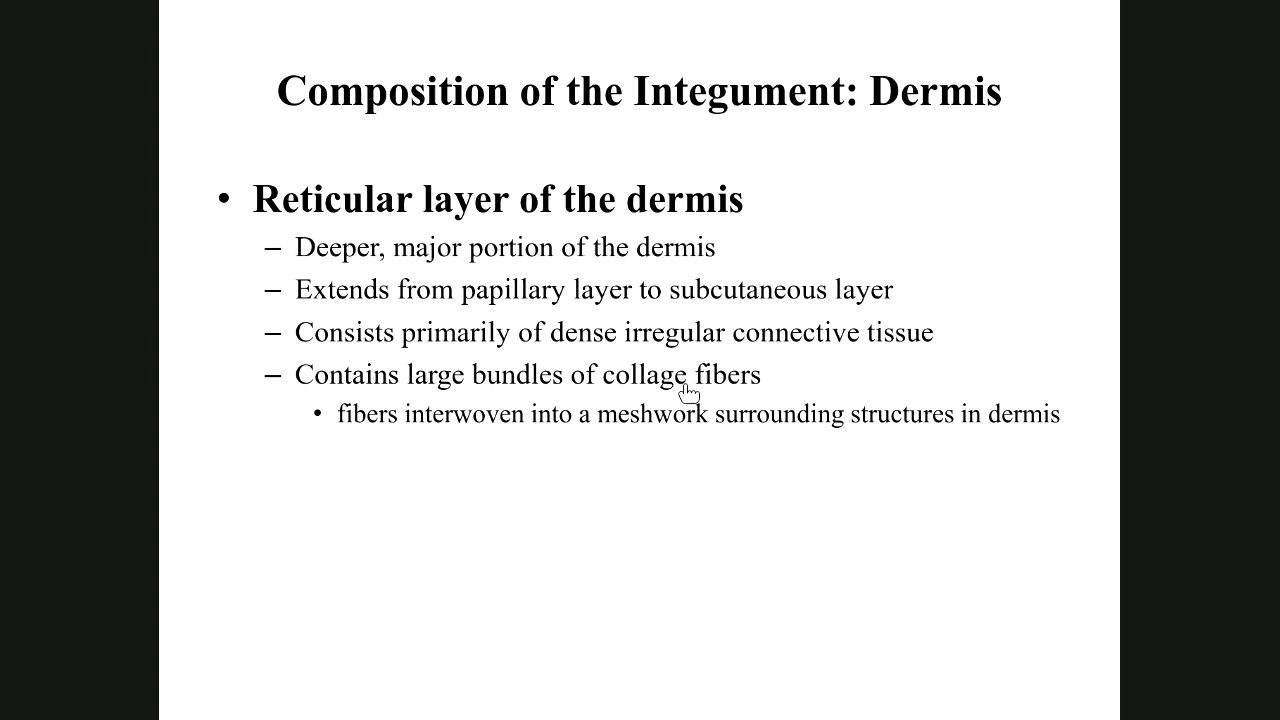 Composition of the Integument: Dermis
• Reticular layer of the dermis
– Deeper, major portion of the dermis
– Extends from papillary layer to subcutaneous layer
– Consists primarily of dense irregular connective tissue
– Contains large bundles of collage fibers
• fibers interwoven into a meshwork surrounding structures in dermis